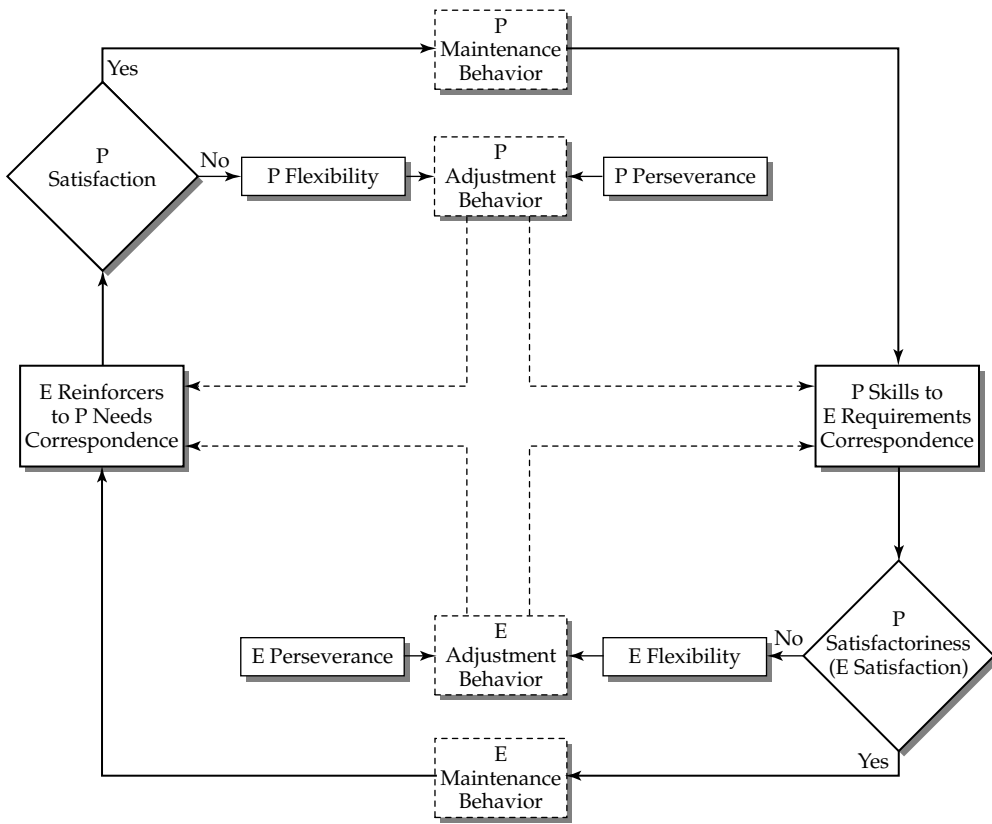 P
Maintenance
Behavior
Yes
P
Satisfaction
No
P Flexibility
P
Adjustment
Behavior
P Perseverance
E Reinforcers
to P Needs
Correspondence
P Skills to
E Requirements
Correspondence
E Perseverance
E
Adjustment
Behavior
E Flexibility
No
P
Satisfactoriness
(E Satisfaction)
Yes
E
Maintenance
Behavior